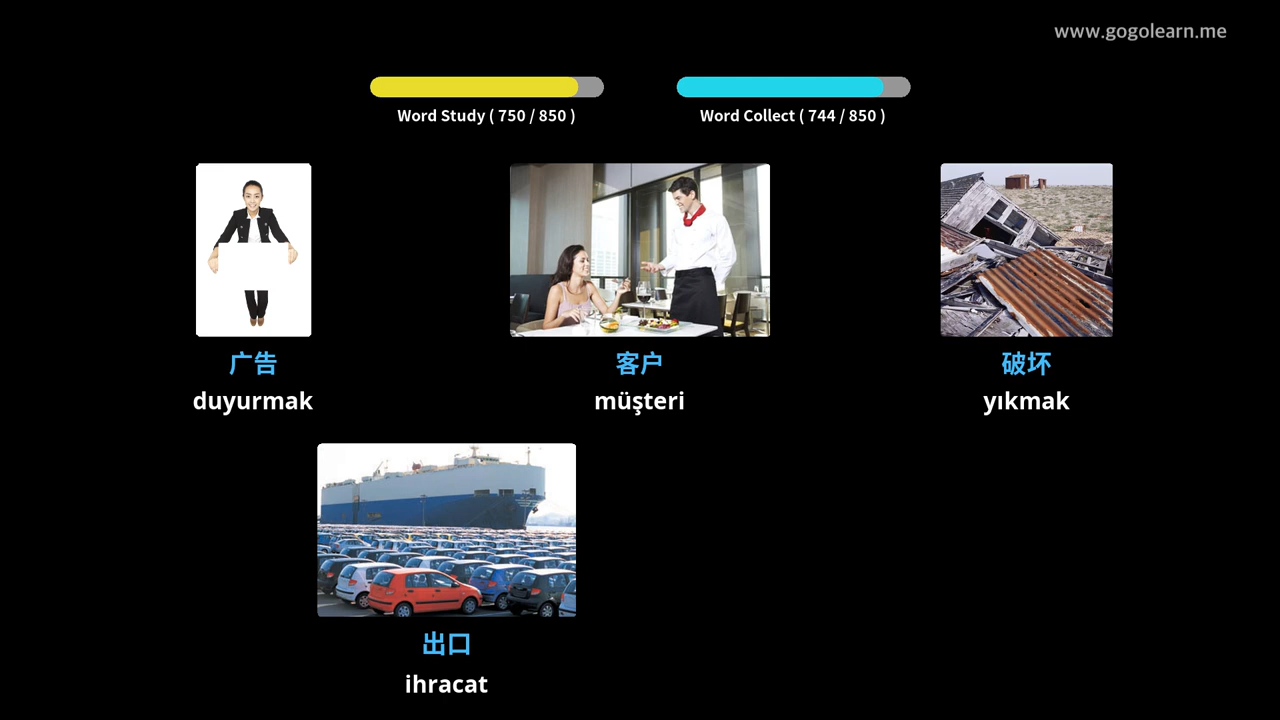 www.gogolearn.me
Word Study ( 750 / 850 )
Word Collect ( 744 / 850 )
广告
duyurmak
客户
müşteri
破坏
yıkmak
出口
ihracat